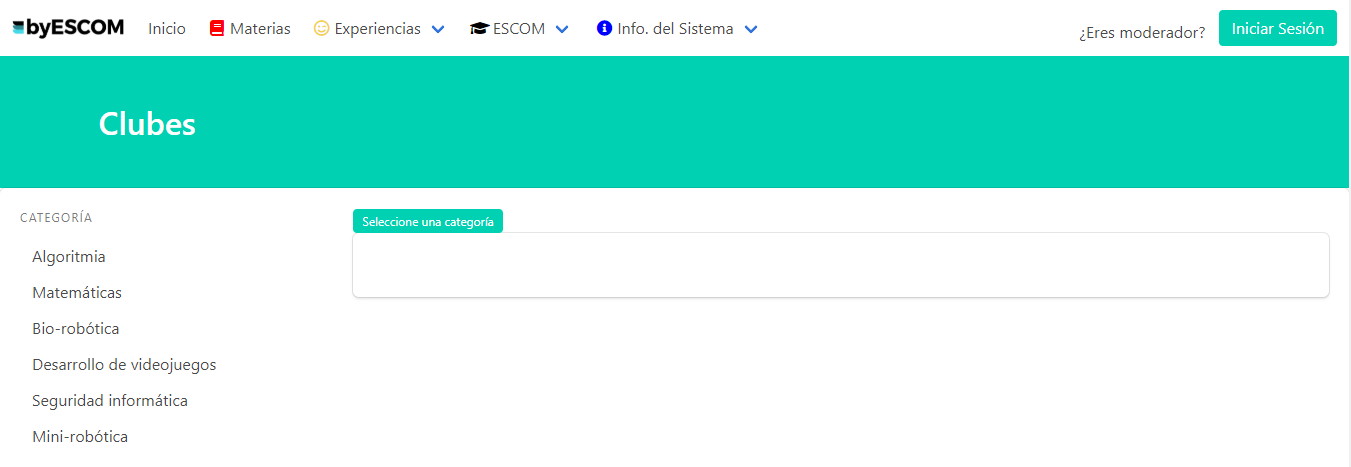 byESCOM Inicio Materias Experiencias ESCOM Info. del Sistema ¿Eres moderador? Iniciar Sesión
Clubes
CATEGORÍA
Algoritmia
Matemáticas
Bio-robótica
Desarrollo de videojuegos
Seguridad informática
Mini-robótica
Seleccione una categoría